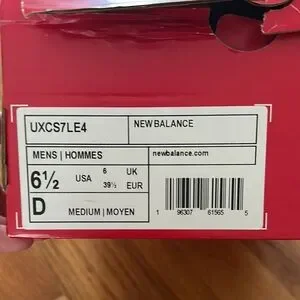 UXCS7LE4 NEW BALANCE
MENS | HOMMES newbalance.com
6½ USA 6 UK
39½ EUR
D MEDIUM | MOYEN
1 96307 61565 5